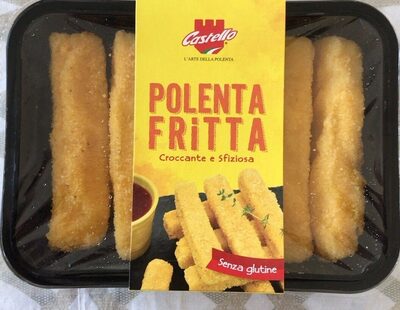 Castello
L'ARTE DELLA POLENTA
POLENTA
FRiTTA
Croccante e Sfiziosa
Senza glutine